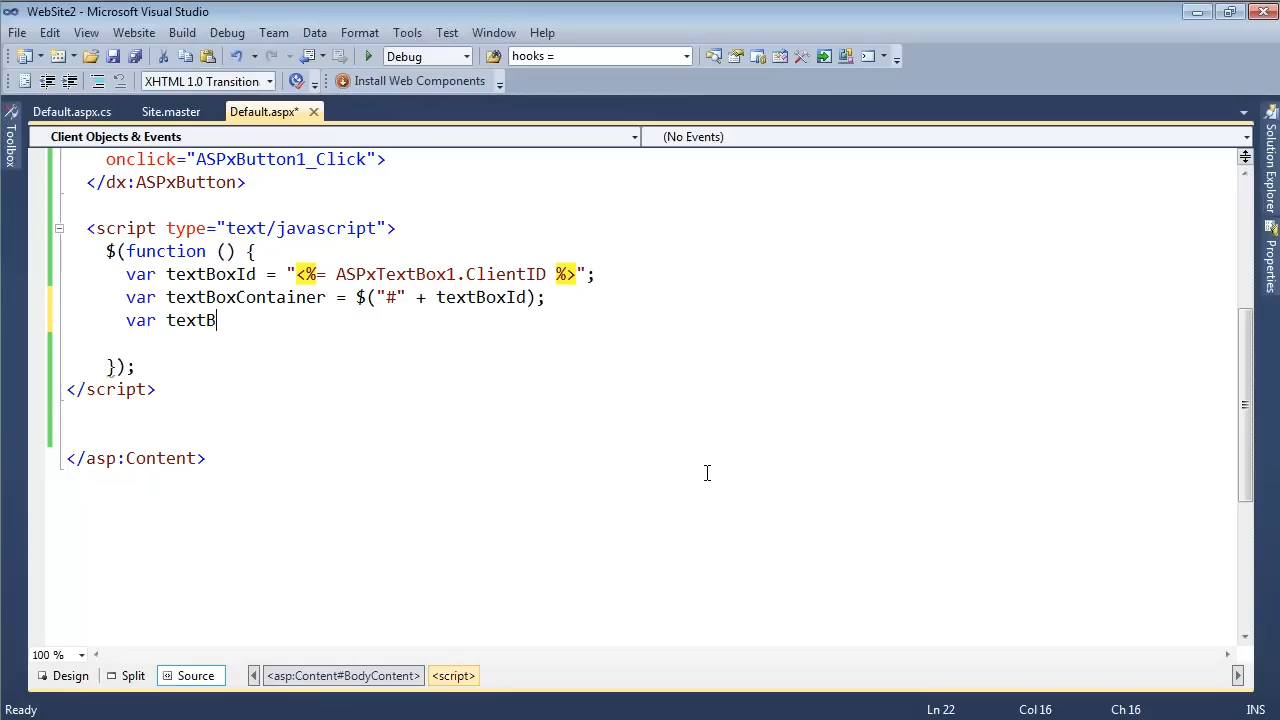 WebSite2 - Microsoft Visual Studio
File Edit View Website Build Debug Team Data Format Tools Test Window Help
Debug hooks =
XHTML 1.0 Transition Install Web Components
Default.aspx.cs Site.master Default.aspx*
Client Objects & Events (No Events)
Toolbox
Solution Explorer
Properties
onclick="ASPxButton1_Click">
</dx:ASPxButton>
<script type="text/javascript">
$(function () {
var textBoxId = "<%= ASPxTextBox1.ClientID %>";
var textBoxContainer = $("#" + textBoxId);
var textB
});
</script>
</asp:Content>
100 %
Design Split Source <asp:Content#BodyContent> <script>
Ready Ln 22 Col 16 Ch 16 INS